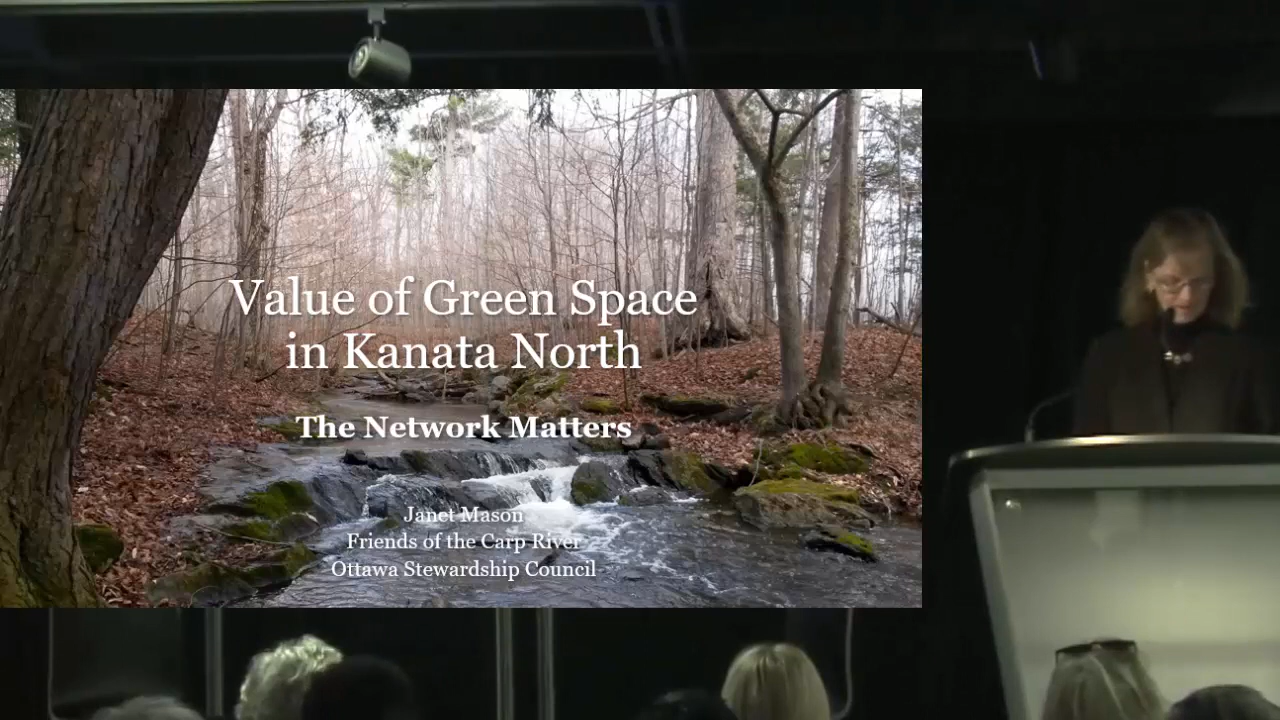 Value of Green Space
in Kanata North
The Network Matters
Janet Mason
Friends of the Carp River
Ottawa Stewardship Council